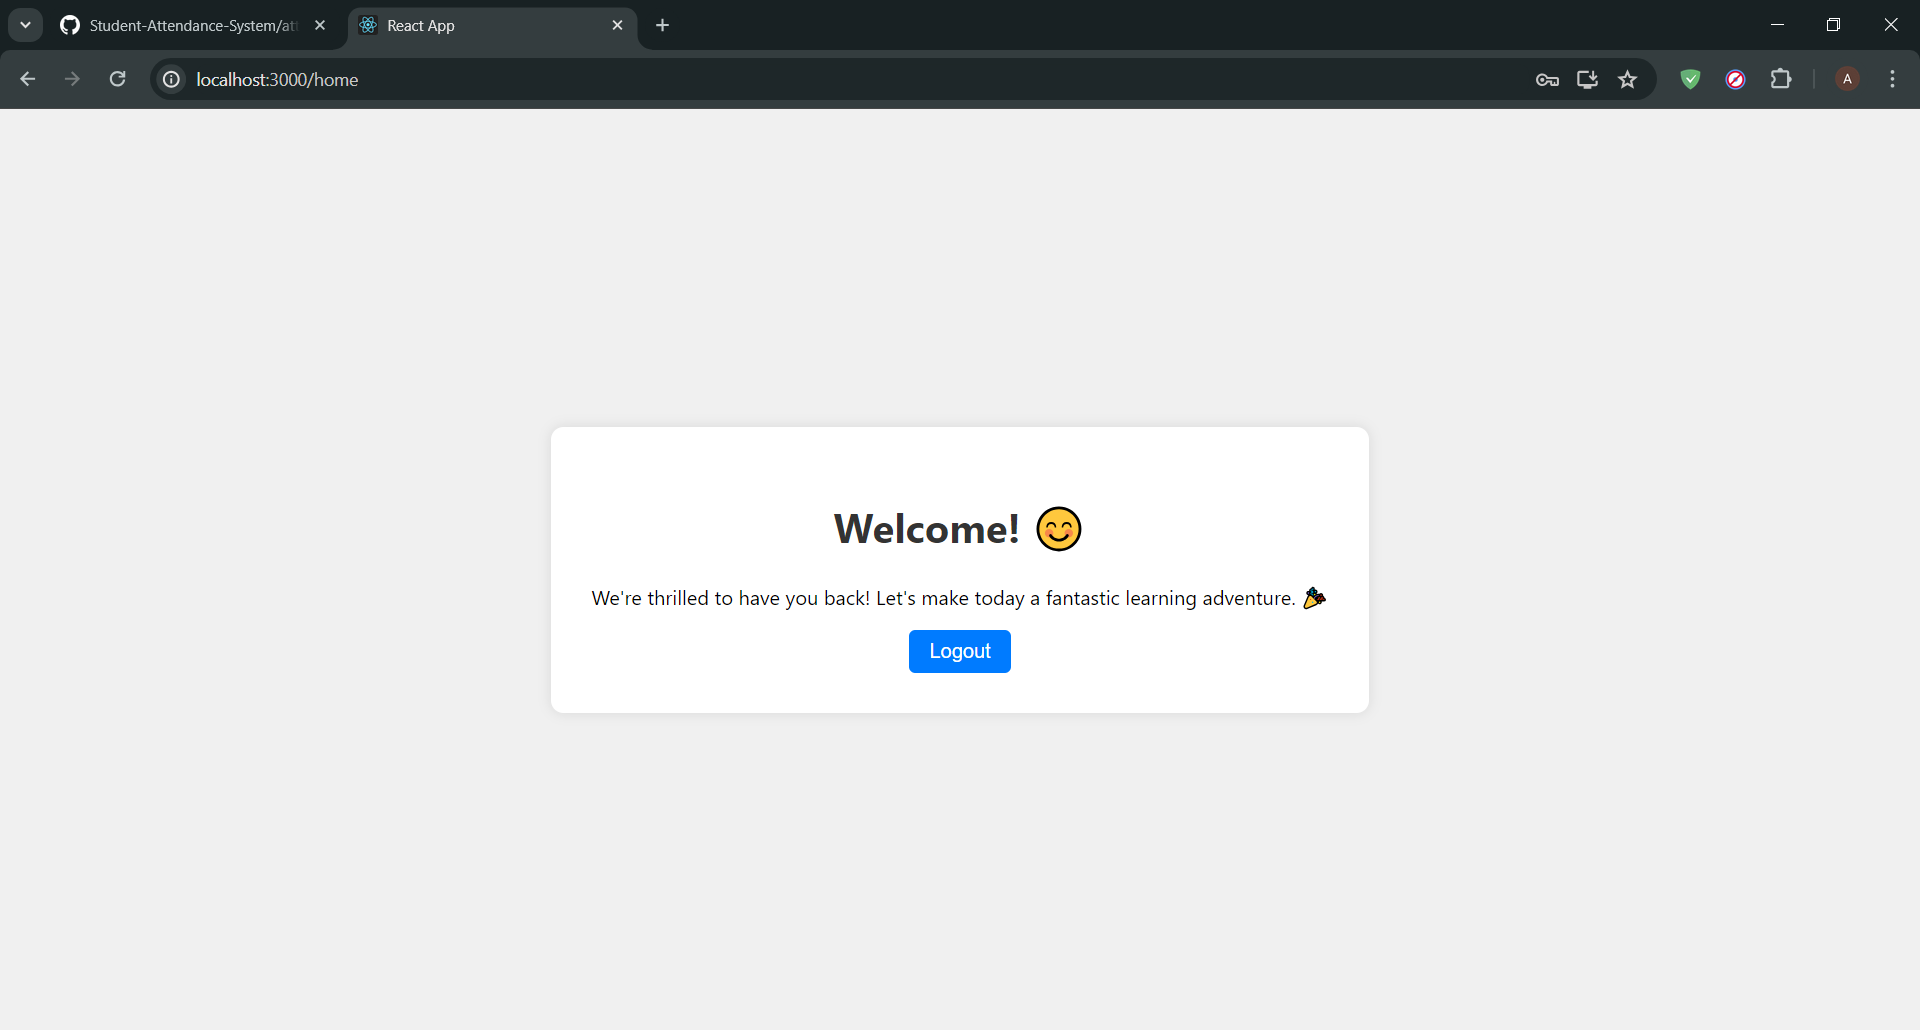 Student-Attendance-System/att
React App
localhost:3000/home
A
Welcome! 😊
We're thrilled to have you back! Let's make today a fantastic learning adventure. 🎉
Logout